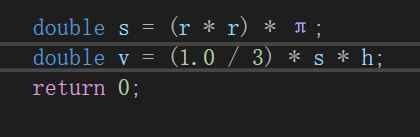 double s = (r * r) * π;
double v = (1.0 / 3) * s * h;
return 0;